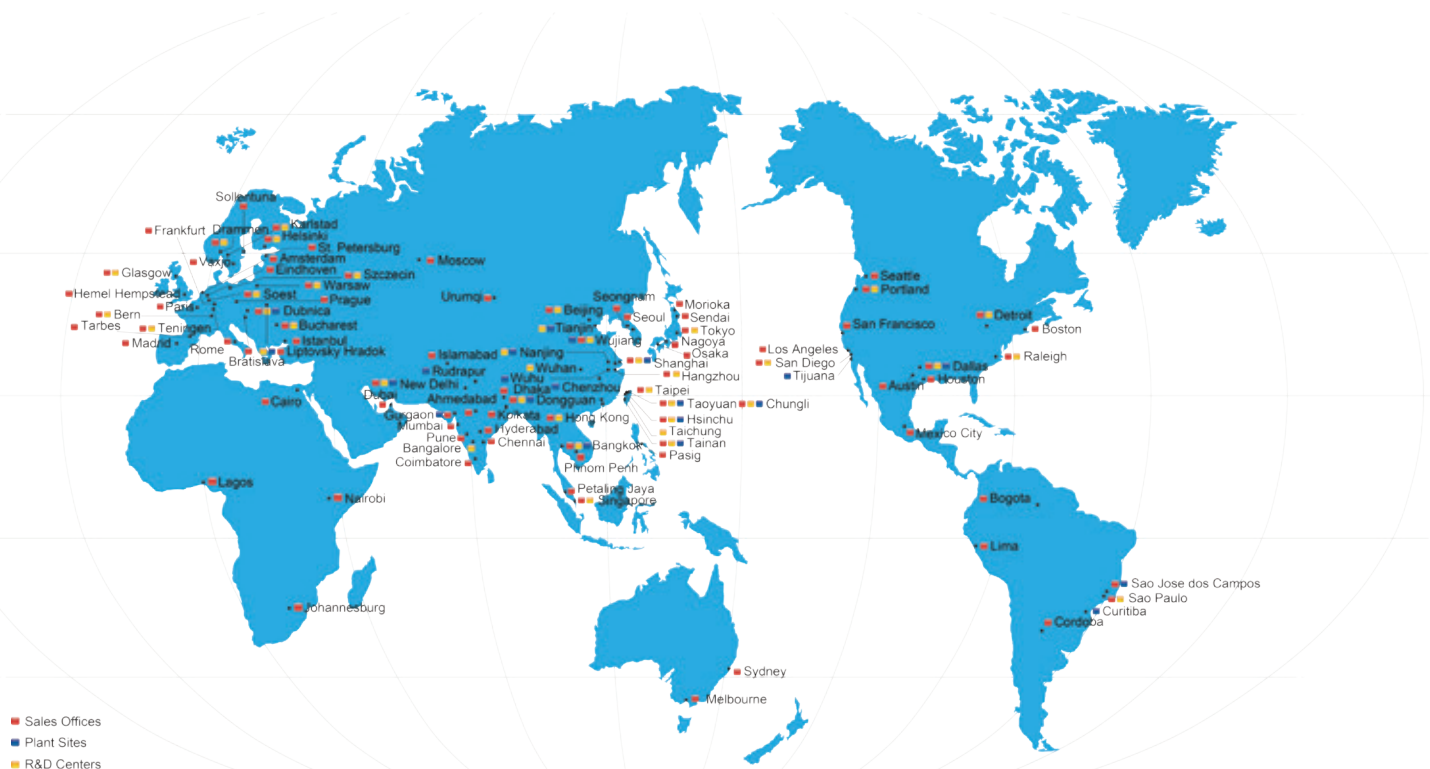 Sollentuna
Frankfurt
Drammen
Karlstad
Helsinki
St. Petersburg
Vaxjo
Amsterdam
Eindhoven
Moscow
Glasgow
Szczecin
Warsaw
Hemel Hempstead
Soest
Prague
Paris
Bern
Dubnica
Tarbes
Teningen
Bucharest
Madrid
Rome
Istanbul
Bratislava
Liptovsky Hradok
Urumqi
Beijing
Seongnam
Seoul
Morioka
Sendai
Tianjin
Tokyo
Wujiang
Nagoya
Osaka
Islamabad
Nanjing
Shanghai
Rudrapur
Wuhan
Hangzhou
New Delhi
Wuhu
Chenzhou
Dubai
Dhaka
Taipei
Cairo
Ahmedabad
Dongguan
Taoyuan
Chungli
Gurgaon
Kolkata
Hong Kong
Hsinchu
Mumbai
Hyderabad
Taichung
Pune
Chennai
Bangkok
Tainan
Bangalore
Pasig
Coimbatore
Phnom Penh
Petaling Jaya
Singapore
Lagos
Nairobi
Johannesburg
Sydney
Melbourne
Seattle
Portland
San Francisco
Detroit
Boston
Los Angeles
San Diego
Raleigh
Tijuana
Dallas
Austin
Houston
Mexico City
Bogota
Lima
Sao Jose dos Campos
Sao Paulo
Curitiba
Cordoba
Sales Offices
Plant Sites
R&D Centers